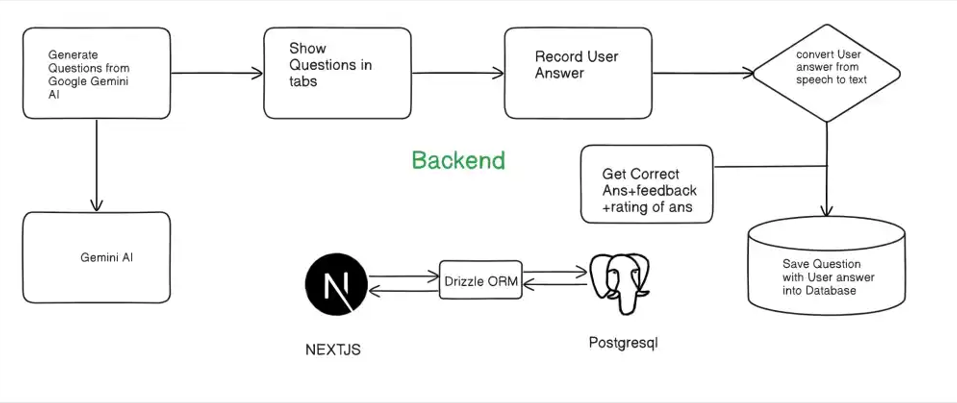 Generate
Questions from
Google Gemini
AI
Show
Questions in
tabs
Record User
Answer
convert User
answer from
speech to text
Backend
Get Correct
Ans+feedback
+rating of ans
Gemini AI
N
Drizzle ORM
Save Question
with User answer
into Database
NEXTJS
Postgresql